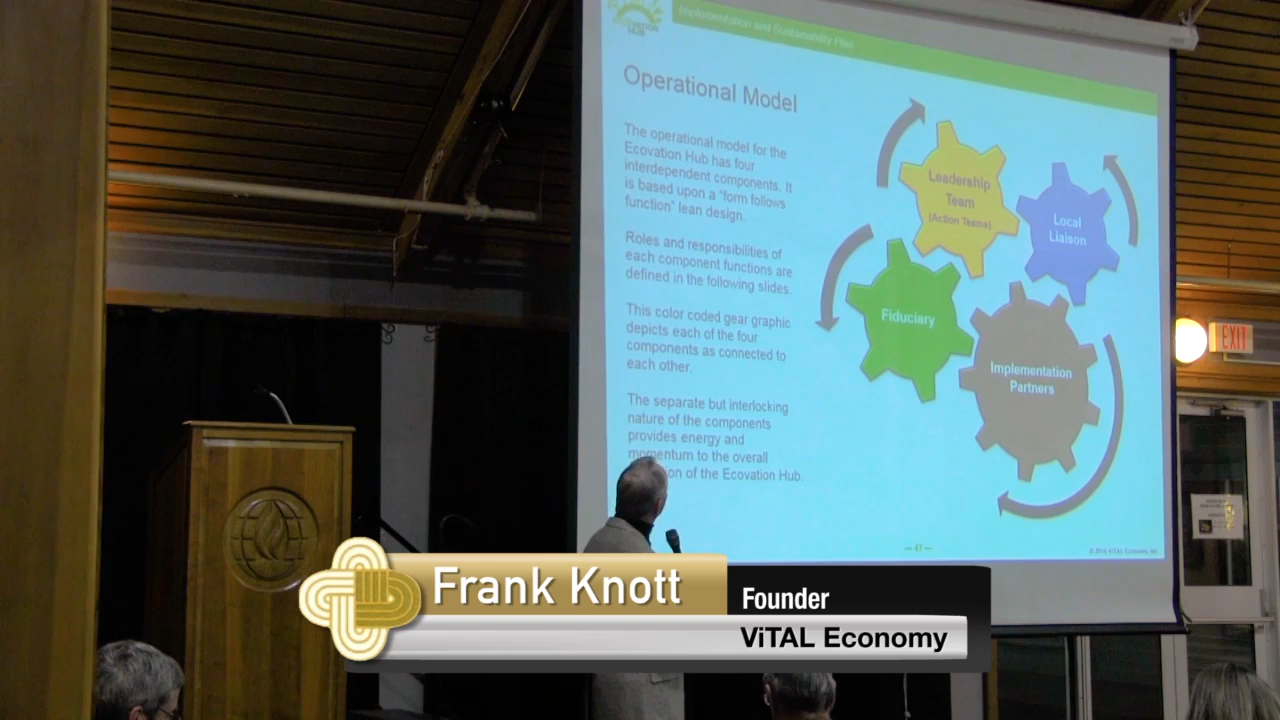 Implementation and Sustainability Plan
HUB
Operational Model
The operational model for the
Ecovation Hub has four
interdependent components. It
is based upon a "form follows
function" lean design.
Roles and responsibilities of
each component functions are
defined in the following slides.
This color coded gear graphic
depicts each of the four
components as connected to
each other.
The separate but interlocking
nature of the components
provides energy and
momentum to the overall
on of the Ecovation Hub.
Leadership
Team
(Action Teams)
Local
Liaison
Fiduciary
Implementation
Partners
— 47 —
EXIT
Frank Knott
Founder
ViTAL Economy